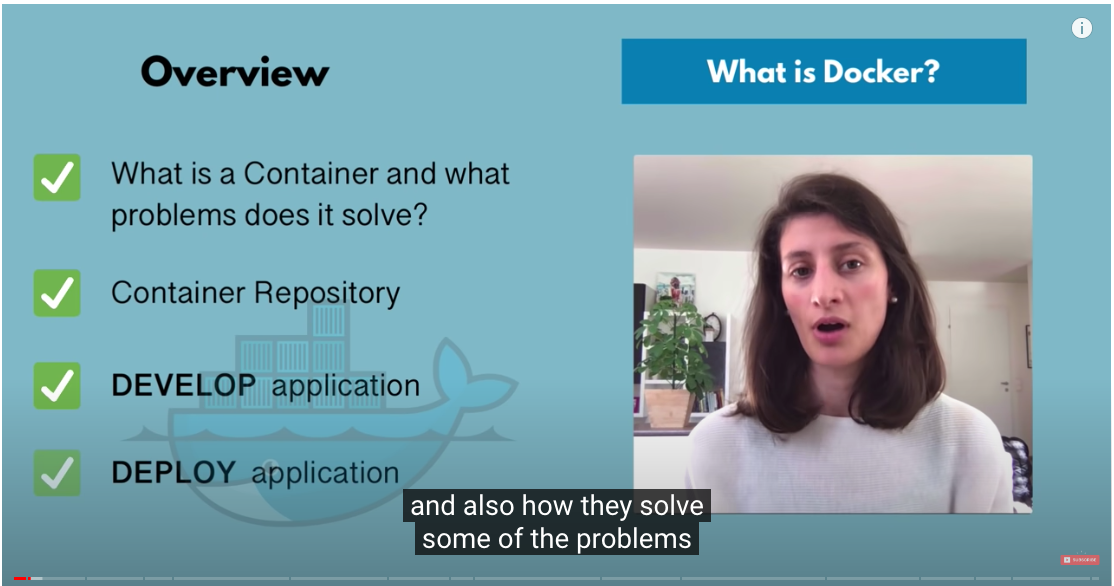 Overview
What is Docker?
What is a Container and what
problems does it solve?
Container Repository
DEVELOP application
DEPLOY application
and also how they solve
some of the problems
SUBSCRIBE